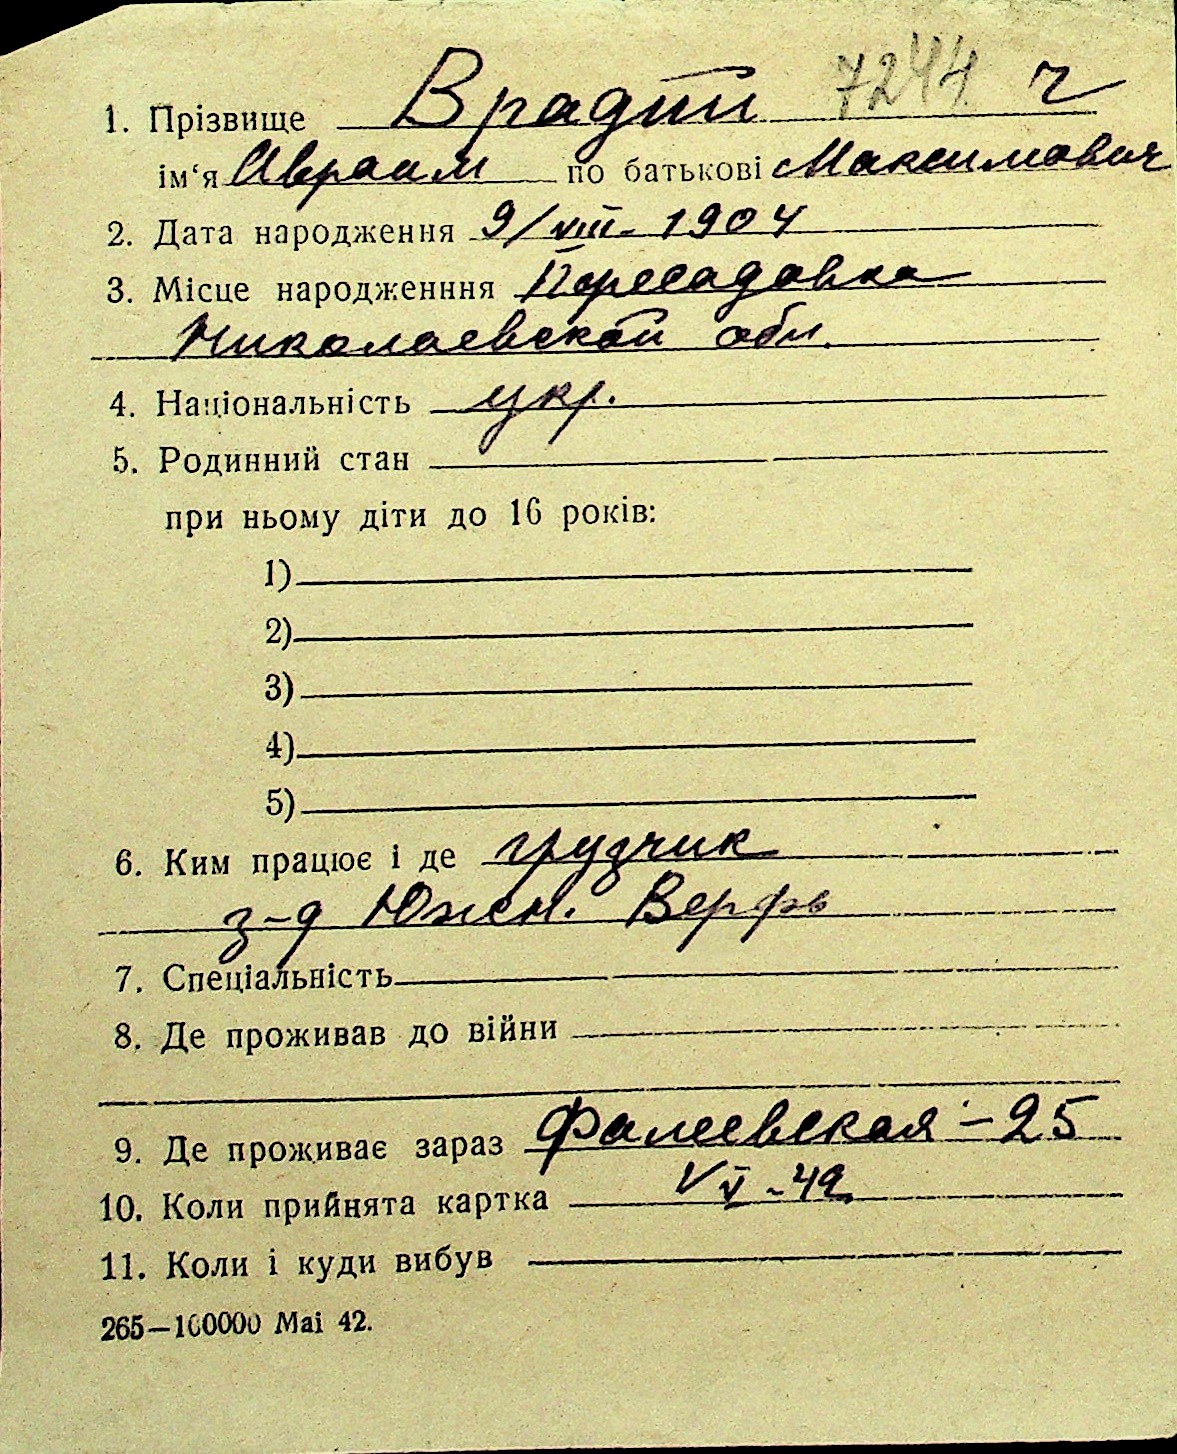 7244 ч
1. Прізвище Врадий
ім‘я Авраам по батькові Максимович
2. Дата народження 9/VIII-1904
3. Місце народженння Пересадовка
Николаевской обл.
4. Національність укр.
5. Родинний стан
при ньому діти до 16 років:
1)
2)
3)
4)
5)
6. Ким працює і де грузчик
з-д Южн. Верфь
7. Спеціальність
8. Де проживав до війни
9. Де проживає зараз Фалеевская-25
10. Коли прийнята картка V-42
11. Коли і куди вибув
265—100000 Mai 42.